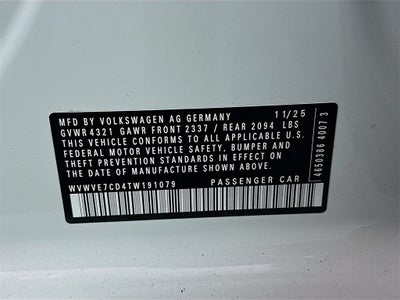 MFD BY VOLKSWAGEN AG GERMANY 11/25
GVWR 4321 GAWR FRONT 2337 / REAR 2094 LBS
THIS VEHICLE CONFORMS TO ALL APPLICABLE U.S.
FEDERAL MOTOR VEHICLE SAFETY, BUMPER, AND
THEFT PREVENTION STANDARDS IN EFFECT ON THE
DATE OF MANUFACTURE SHOWN ABOVE.
WVWVE7CD4TW191079 PASSENGER CAR
4650386 4007 3